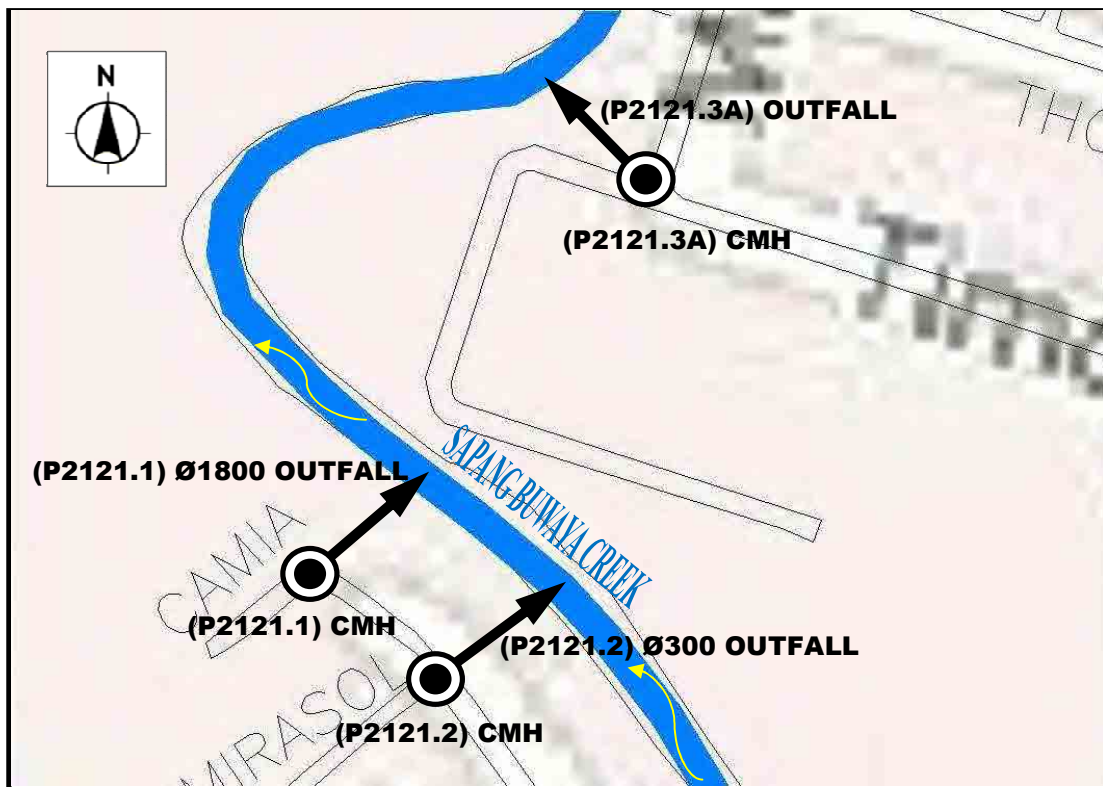 N
(P2121.3A) OUTFALL
THO
(P2121.3A) CMH
SAPANG BUWAYA CREEK
(P2121.1) Ø1800 OUTFALL
CAMIA
(P2121.1) CMH
(P2121.2) Ø300 OUTFALL
MIRASOL
(P2121.2) CMH